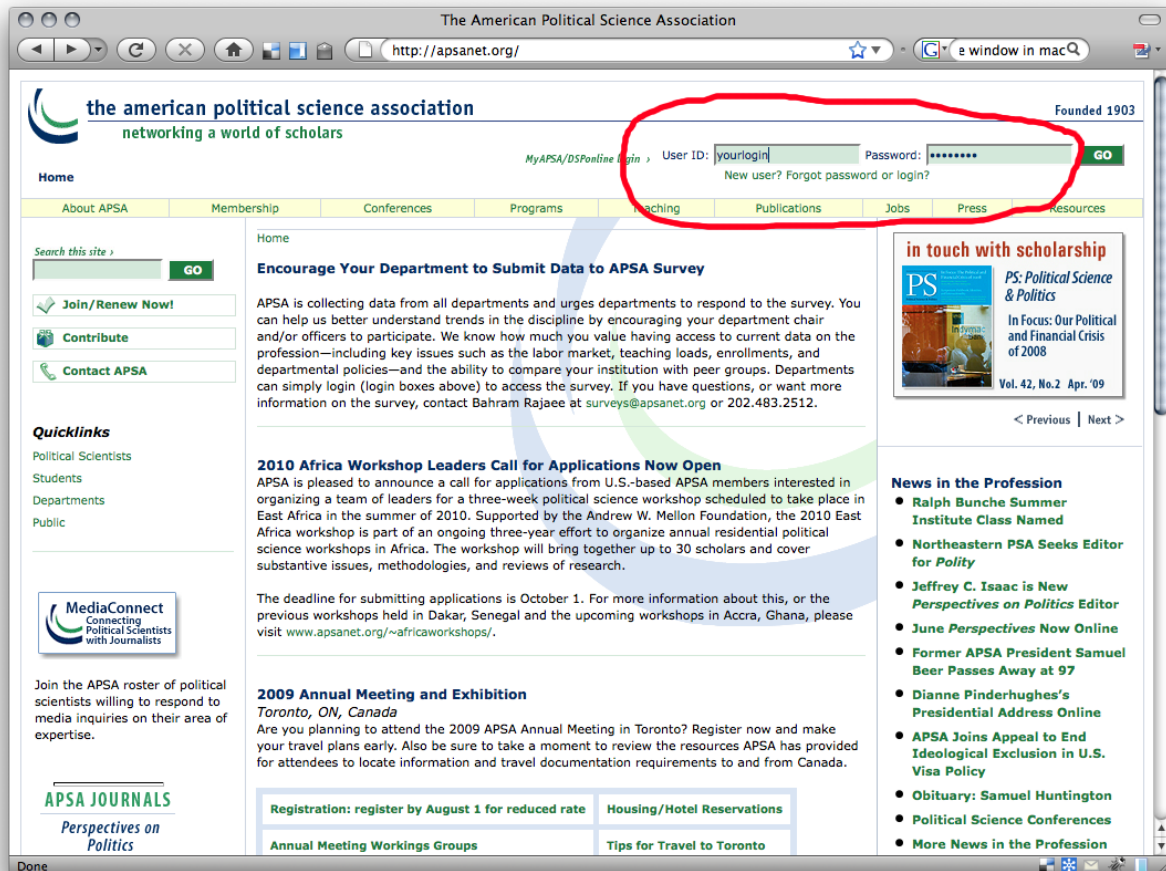 The American Political Science Association
http://apsanet.org/
G
e window in mac
the american political science association
networking a world of scholars
Founded 1903
MyAPSA/DSPonline login ›
User ID: yourlogin
Password: ••••••••
GO
New user? Forgot password or login?
Home
About APSA
Membership
Conferences
Programs
Teaching
Publications
Jobs
Press
Resources
Search this site ›
GO
Join/Renew Now!
Contribute
Contact APSA
Quicklinks
Political Scientists
Students
Departments
Public
MediaConnect
Connecting
Political Scientists
with Journalists
Join the APSA roster of political
scientists willing to respond to
media inquiries on their area of
expertise.
APSA JOURNALS
Perspectives on
Politics
Home
Encourage Your Department to Submit Data to APSA Survey
APSA is collecting data from all departments and urges departments to respond to the survey. You
can help us better understand trends in the discipline by encouraging your department chair
and/or officers to participate. We know how much you value having access to current data on the
profession—including key issues such as the labor market, teaching loads, enrollments, and
departmental policies—and the ability to compare your institution with peer groups. Departments
can simply login (login boxes above) to access the survey. If you have questions, or want more
information on the survey, contact Bahram Rajaee at surveys@apsanet.org or 202.483.2512.
2010 Africa Workshop Leaders Call for Applications Now Open
APSA is pleased to announce a call for applications from U.S.-based APSA members interested in
organizing a team of leaders for a three-week political science workshop scheduled to take place in
East Africa in the summer of 2010. Supported by the Andrew W. Mellon Foundation, the 2010 East
Africa workshop is part of an ongoing three-year effort to organize annual residential political
science workshops in Africa. The workshop will bring together up to 30 scholars and cover
substantive issues, methodologies, and reviews of research.
The deadline for submitting applications is October 1. For more information about this, or the
previous workshops held in Dakar, Senegal and the upcoming workshops in Accra, Ghana, please
visit www.apsanet.org/~africaworkshops/.
2009 Annual Meeting and Exhibition
Toronto, ON, Canada
Are you planning to attend the 2009 APSA Annual Meeting in Toronto? Register now and make
your travel plans early. Also be sure to take a moment to review the resources APSA has provided
for attendees to locate information and travel documentation requirements to and from Canada.
Registration: register by August 1 for reduced rate
Housing/Hotel Reservations
Annual Meeting Workings Groups
Tips for Travel to Toronto
in touch with scholarship
PS
PS: Political Science
& Politics
In Focus: Our Political
and Financial Crisis
of 2008
Vol. 42, No.2 Apr. '09
< Previous | Next >
News in the Profession
Ralph Bunche Summer
Institute Class Named
Northeastern PSA Seeks Editor
for Polity
Jeffrey C. Isaac is New
Perspectives on Politics Editor
June Perspectives Now Online
Former APSA President Samuel
Beer Passes Away at 97
Dianne Pinderhughes's
Presidential Address Online
APSA Joins Appeal to End
Ideological Exclusion in U.S.
Visa Policy
Obituary: Samuel Huntington
Political Science Conferences
More News in the Profession
Done